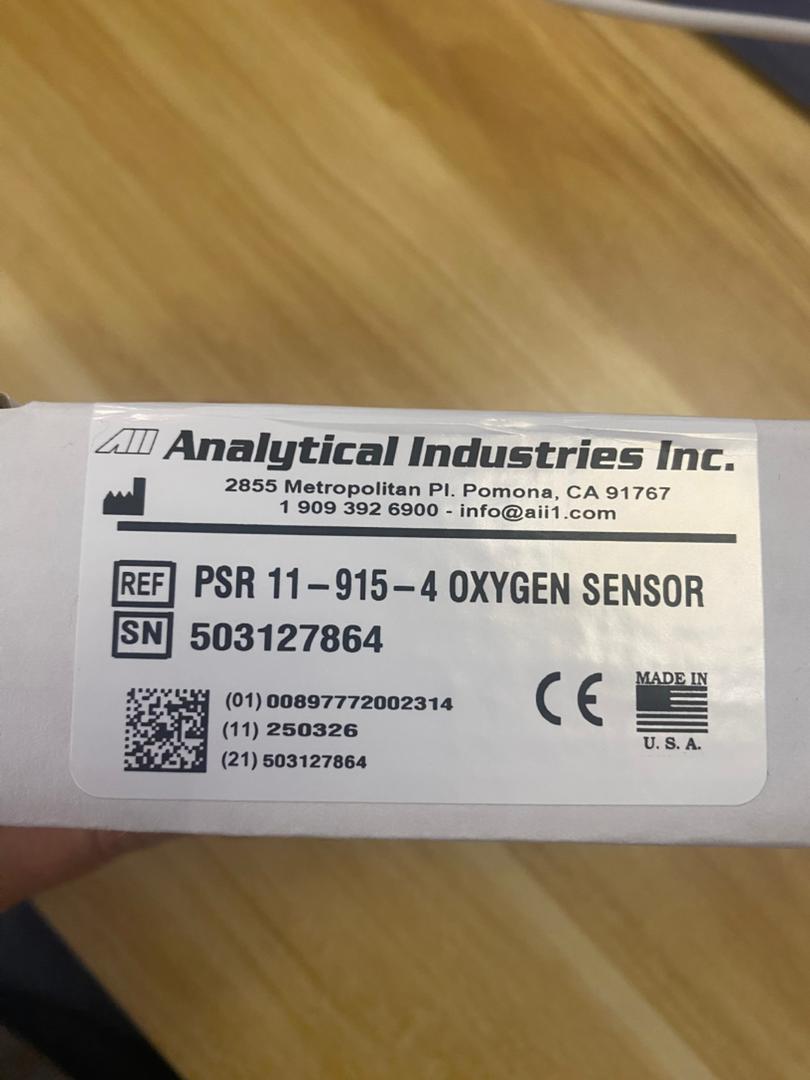 AII Analytical Industries Inc.
2855 Metropolitan Pl. Pomona, CA 91767
1 909 392 6900 - info@aii1.com
REF PSR 11-915-4 OXYGEN SENSOR
SN 503127864
(01) 00897772002314
(11) 250326
(21) 503127864
CE
MADE IN
U. S. A.